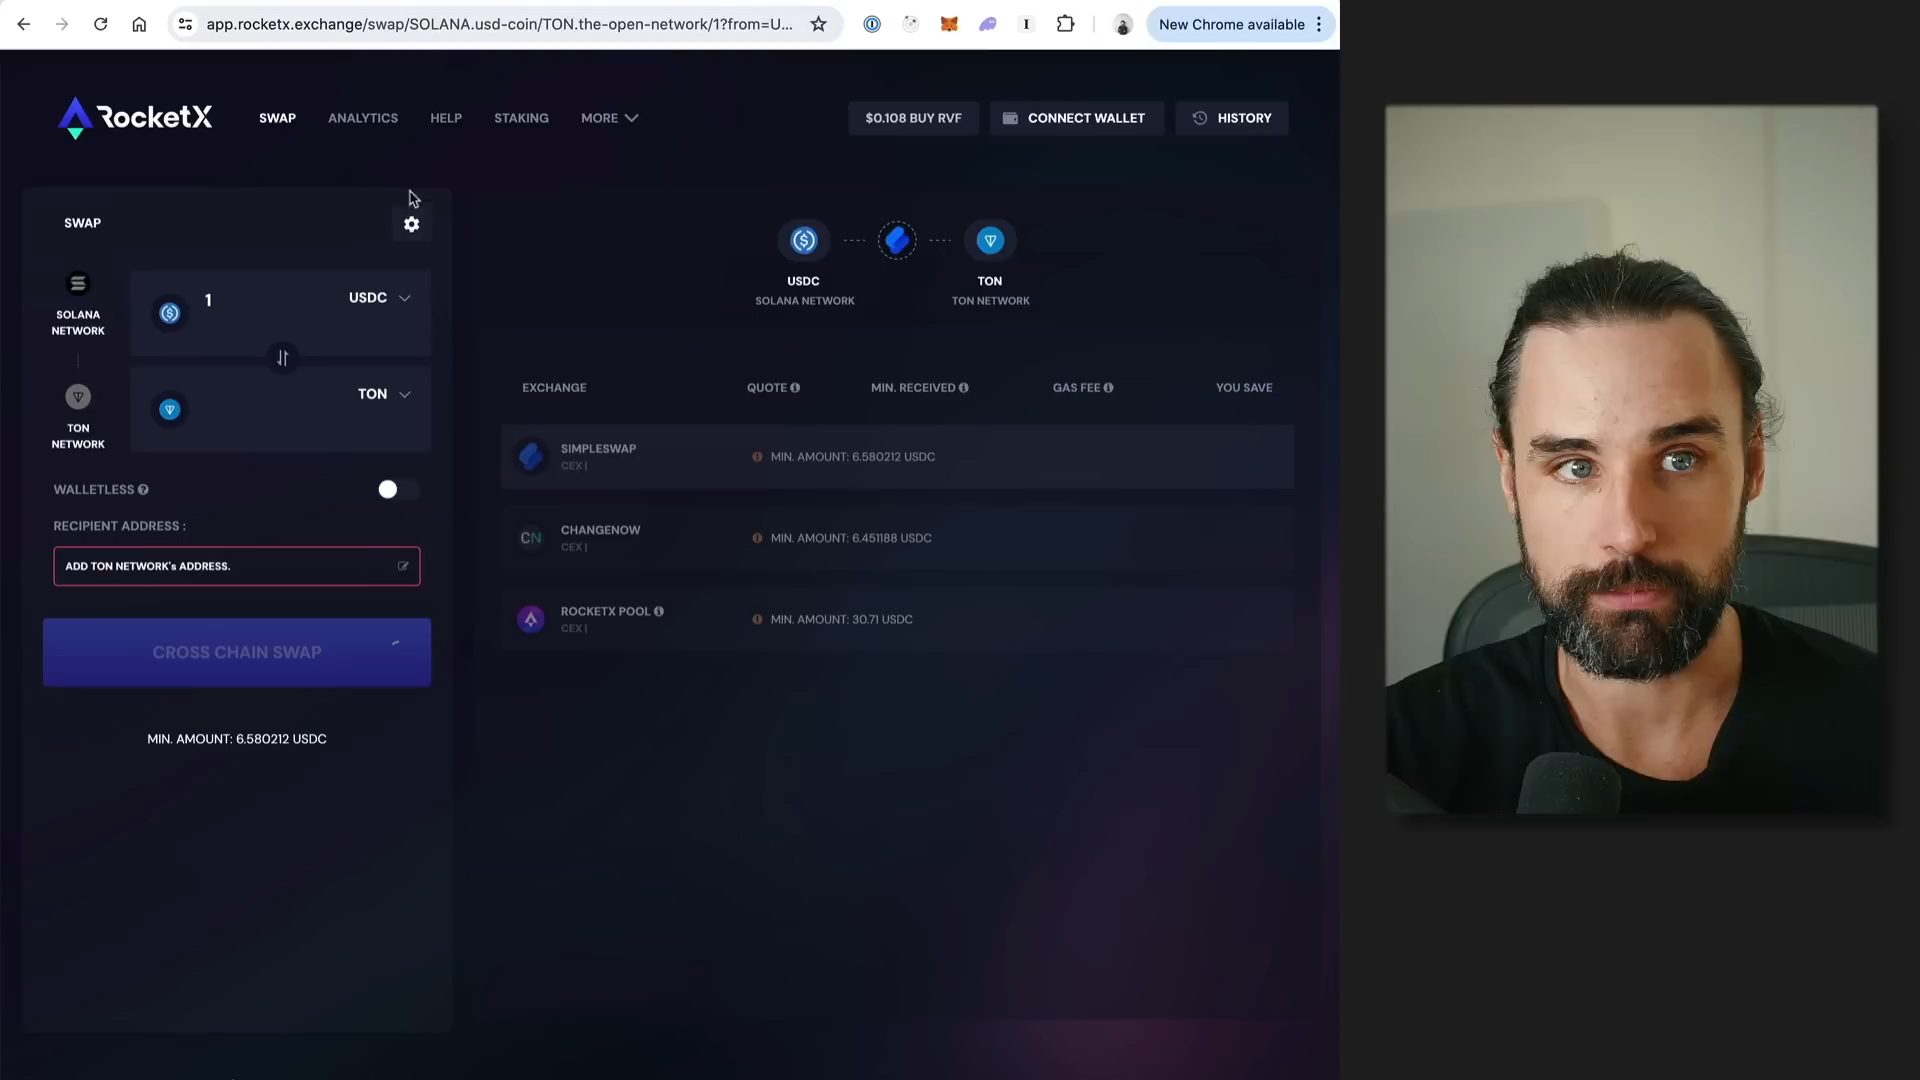 app.rocketx.exchange/swap/SOLANA.usd-coin/TON.the-open-network/1?from=U...
New Chrome available
RocketX
SWAP
ANALYTICS
HELP
STAKING
MORE
$0.108 BUY RVF
CONNECT WALLET
HISTORY
SWAP
SOLANA
NETWORK
1
USDC
TON
NETWORK
TON
WALLETLESS
RECIPIENT ADDRESS :
ADD TON NETWORK's ADDRESS.
CROSS CHAIN SWAP
MIN. AMOUNT: 6.580212 USDC
USDC
SOLANA NETWORK
TON
TON NETWORK
EXCHANGE
QUOTE
MIN. RECEIVED
GAS FEE
YOU SAVE
SIMPLESWAP
CEX |
MIN. AMOUNT: 6.580212 USDC
CN
CHANGENOW
CEX |
MIN. AMOUNT: 6.451188 USDC
ROCKETX POOL
CEX |
MIN. AMOUNT: 30.71 USDC